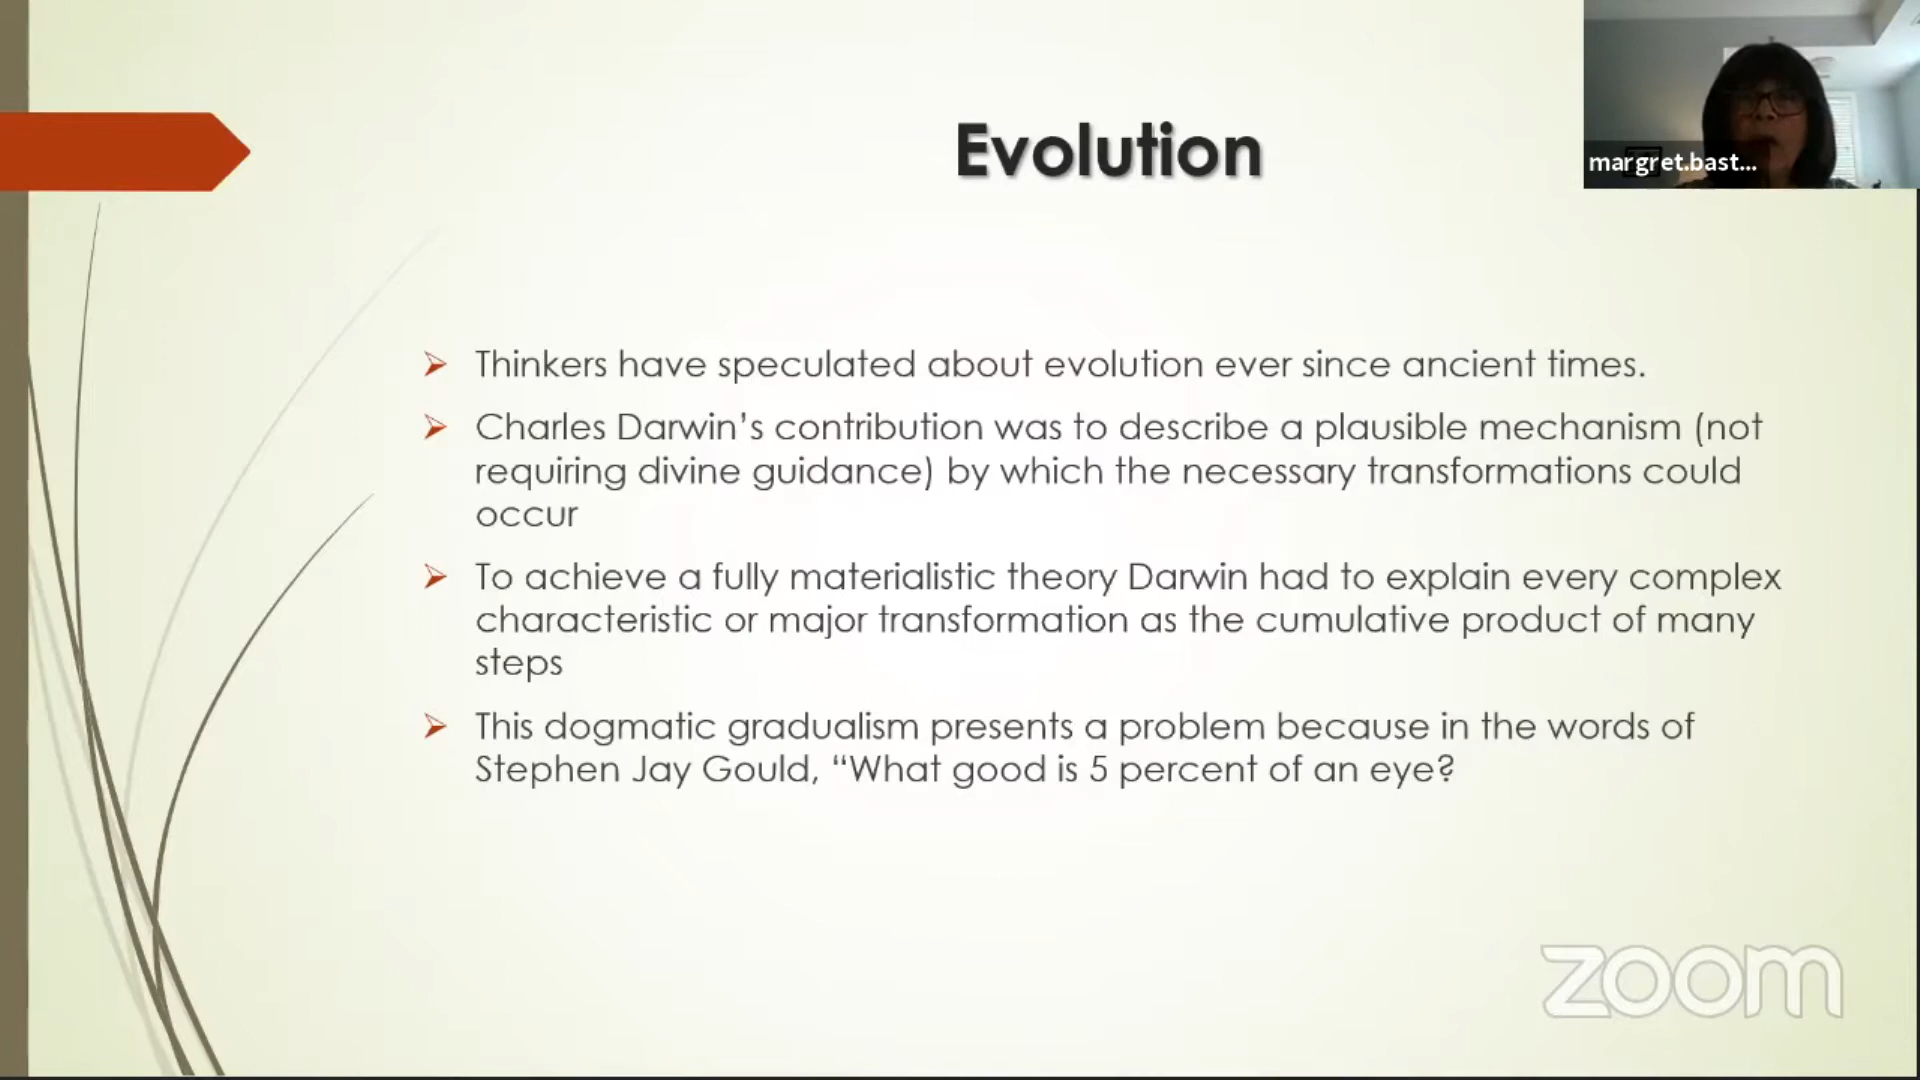 Evolution
margret.bast...
Thinkers have speculated about evolution ever since ancient times.
Charles Darwin’s contribution was to describe a plausible mechanism (not
requiring divine guidance) by which the necessary transformations could
occur
To achieve a fully materialistic theory Darwin had to explain every complex
characteristic or major transformation as the cumulative product of many
steps
This dogmatic gradualism presents a problem because in the words of
Stephen Jay Gould, “What good is 5 percent of an eye?
zoom